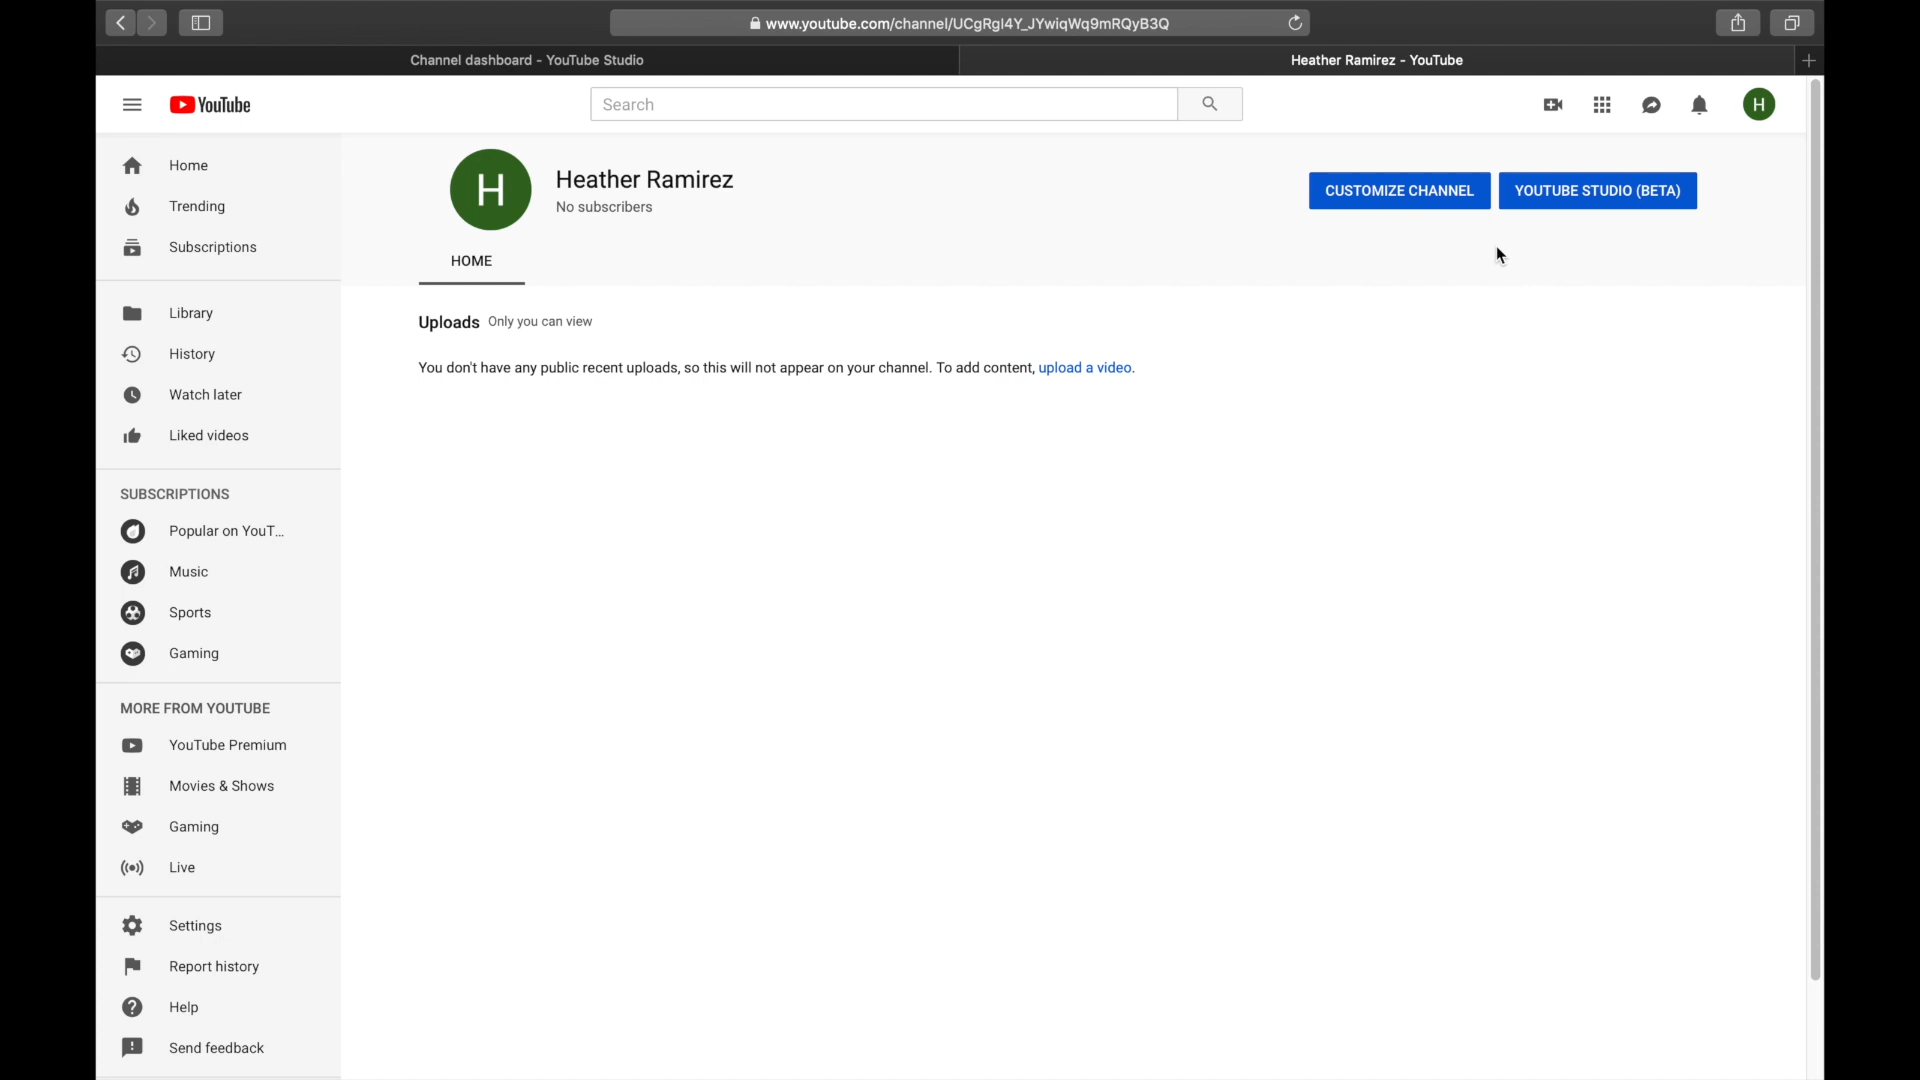 www.youtube.com/channel/UCgRgI4Y_JYwiqWq9mRQyB3Q
Channel dashboard - YouTube Studio
Heather Ramirez - YouTube
YouTube
Search
H
Home
Trending
Subscriptions
Library
History
Watch later
Liked videos
SUBSCRIPTIONS
Popular on YouT...
Music
Sports
Gaming
MORE FROM YOUTUBE
YouTube Premium
Movies & Shows
Gaming
Live
Settings
Report history
Help
Send feedback
H
Heather Ramirez
No subscribers
CUSTOMIZE CHANNEL
YOUTUBE STUDIO (BETA)
HOME
Uploads Only you can view
You don't have any public recent uploads, so this will not appear on your channel. To add content, upload a video.